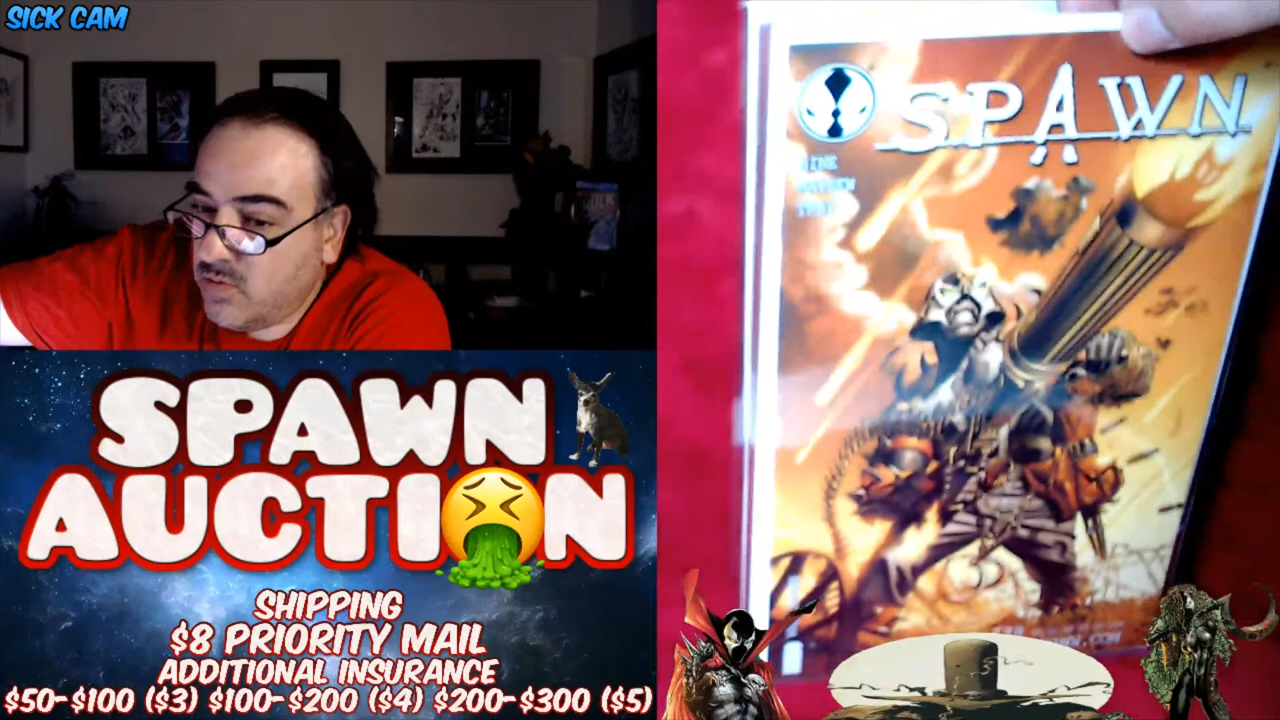 SICK CAM
SPAWN
SPAWN
AUCTION
SHIPPING
$8 PRIORITY MAIL
ADDITIONAL INSURANCE
$50-$100 ($3) $100-$200 ($4) $200-$300 ($5)
HULK